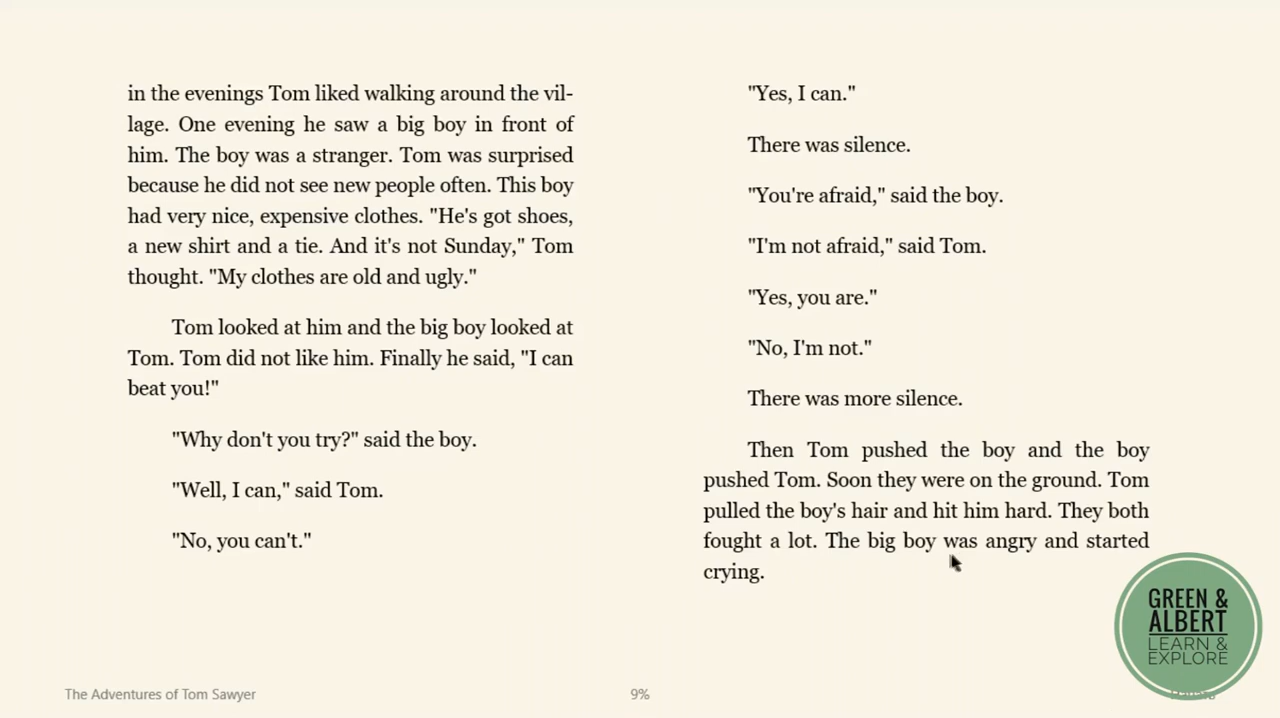 in the evenings Tom liked walking around the vil-
lage. One evening he saw a big boy in front of
him. The boy was a stranger. Tom was surprised
because he did not see new people often. This boy
had very nice, expensive clothes. "He's got shoes,
a new shirt and a tie. And it's not Sunday," Tom
thought. "My clothes are old and ugly."
Tom looked at him and the big boy looked at
Tom. Tom did not like him. Finally he said, "I can
beat you!"
"Why don't you try?" said the boy.
"Well, I can," said Tom.
"No, you can't."
"Yes, I can."
There was silence.
"You're afraid," said the boy.
"I'm not afraid," said Tom.
"Yes, you are."
"No, I'm not."
There was more silence.
Then Tom pushed the boy and the boy
pushed Tom. Soon they were on the ground. Tom
pulled the boy's hair and hit him hard. They both
fought a lot. The big boy was angry and started
crying.
GREEN &
ALBERT
LEARN &
EXPLORE
The Adventures of Tom Sawyer
9%